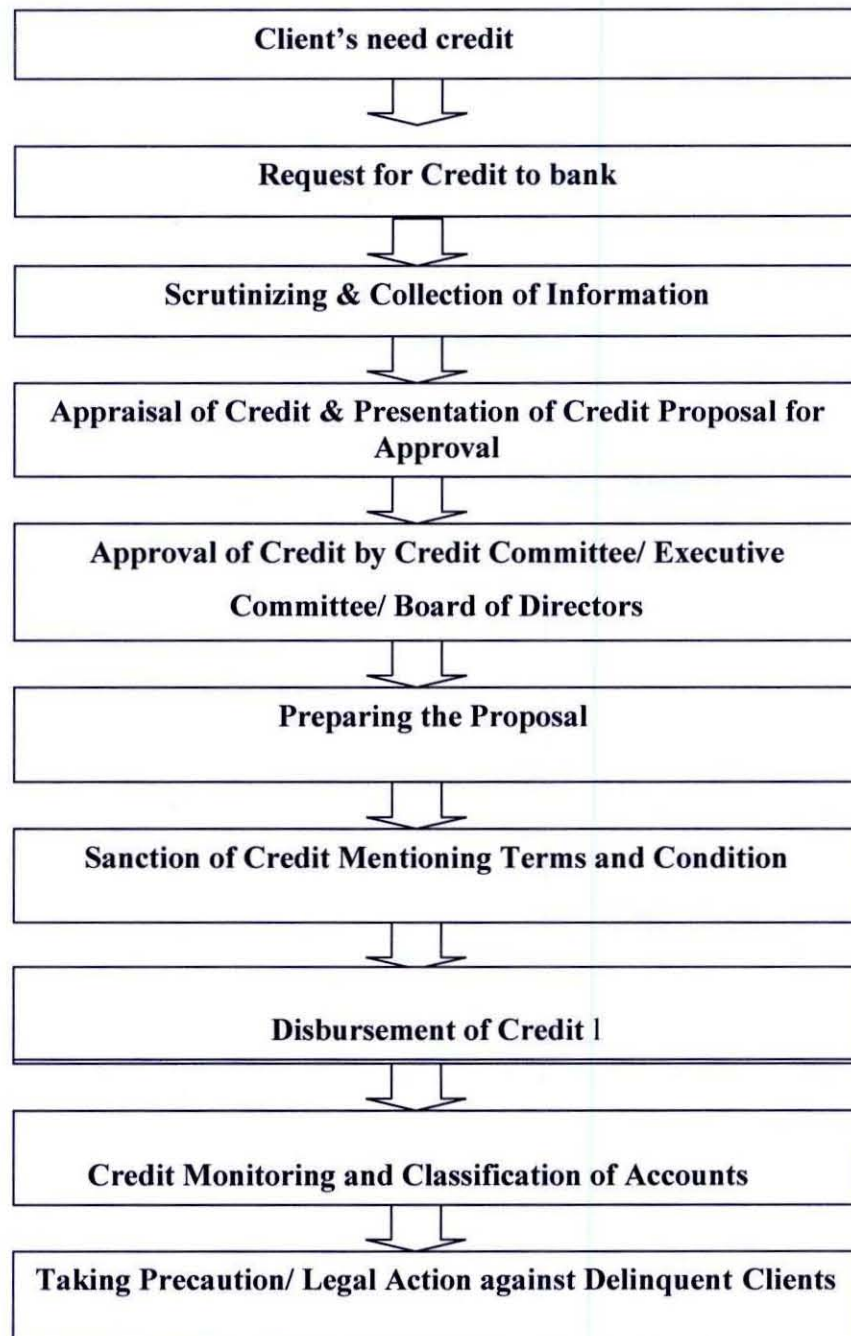 Client’s need credit
Request for Credit to bank
Scrutinizing & Collection of Information
Appraisal of Credit & Presentation of Credit Proposal for
Approval
Approval of Credit by Credit Committee/ Executive
Committee/ Board of Directors
Preparing the Proposal
Sanction of Credit Mentioning Terms and Condition
Disbursement of Credit l
Credit Monitoring and Classification of Accounts
Taking Precaution/ Legal Action against Delinquent Clients